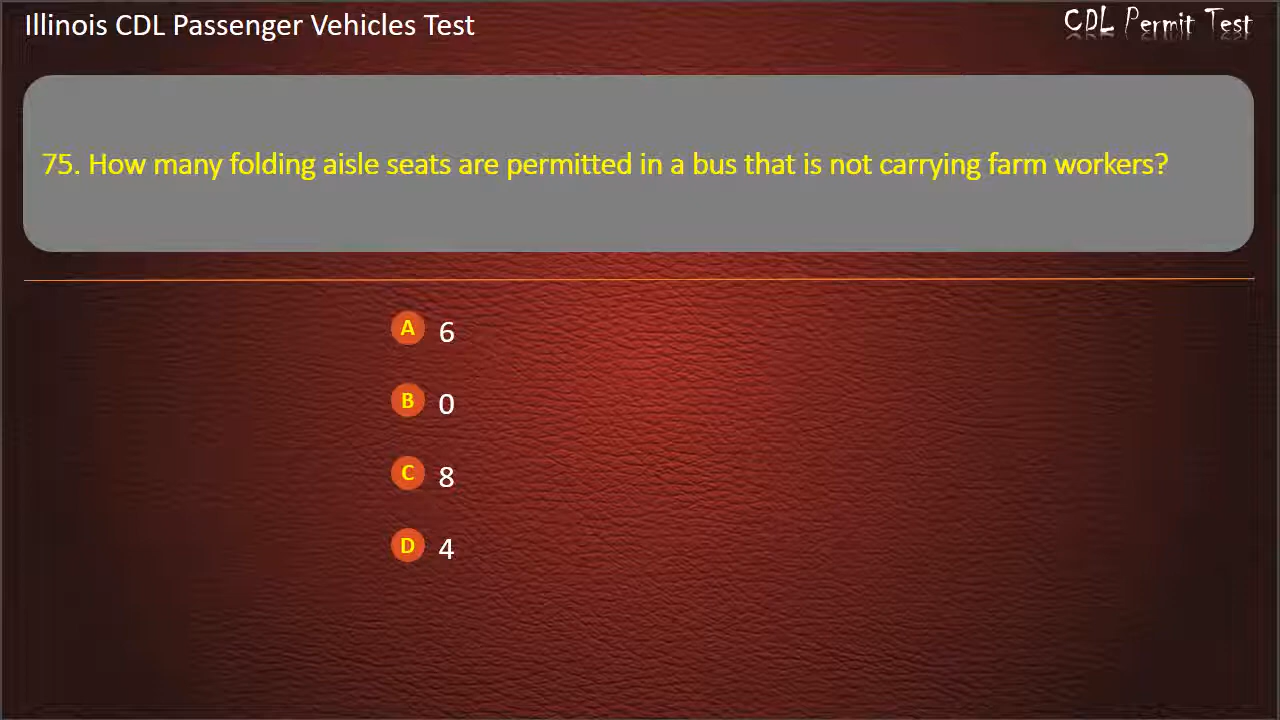 Illinois CDL Passenger Vehicles Test
CDL Permit Test
75. How many folding aisle seats are permitted in a bus that is not carrying farm workers?
A 6
B 0
C 8
D 4